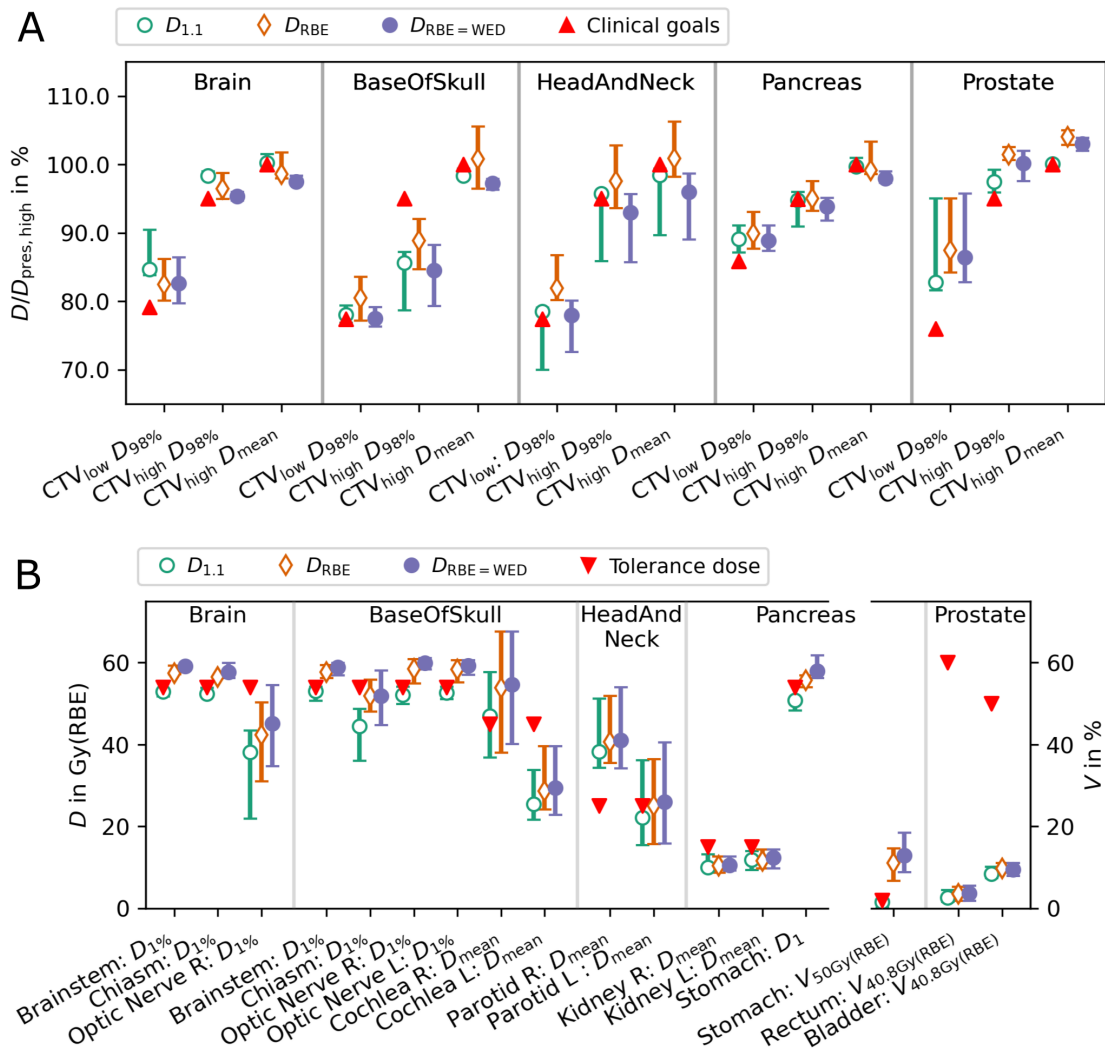 A
D1.1 DRBE DRBE=WED Clinical goals
Brain BaseOfSkull HeadAndNeck Pancreas Prostate
D/Dpres,high in %
110.0
100.0
90.0
80.0
70.0
CTVlow D98%
CTVhigh D98%
CTVhigh Dmean
CTVlow D98%
CTVhigh D98%
CTVhigh Dmean
CTVlow: D98%
CTVhigh D98%
CTVhigh Dmean
CTVlow D98%
CTVhigh D98%
CTVhigh Dmean
CTVlow D98%
CTVhigh D98%
CTVhigh Dmean
B
D1.1 DRBE DRBE=WED Tolerance dose
Brain BaseOfSkull HeadAnd Pancreas Prostate
Neck
D in Gy(RBE)
60
40
20
0
V in %
60
40
20
0
Brainstem: D1%
Chiasm: D1%
Optic Nerve R: D1%
Brainstem: D1%
Chiasm: D1%
Optic Nerve R: D1%
Optic Nerve L: D1%
Cochlea R: Dmean
Cochlea L: Dmean
Parotid R: Dmean
Parotid L : Dmean
Kidney R: Dmean
Kidney L: Dmean
Stomach: D1
Stomach: V50Gy(RBE)
Rectum: V40.8Gy(RBE)
Bladder: V40.8Gy(RBE)